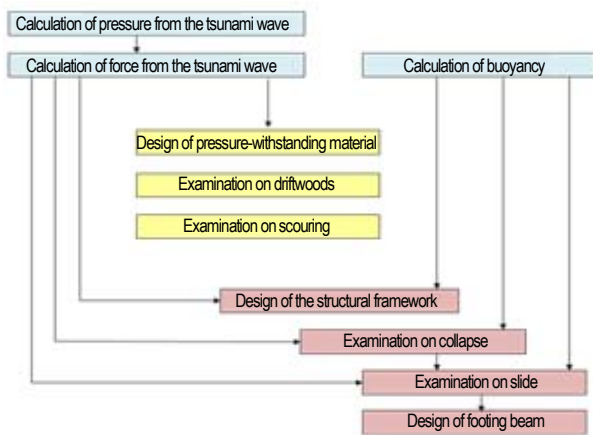 Calculation of pressure from the tsunami wave
Calculation of force from the tsunami wave
Calculation of buoyancy
Design of pressure-withstanding material
Examination on driftwoods
Examination on scouring
Design of the structural framework
Examination on collapse
Examination on slide
Design of footing beam